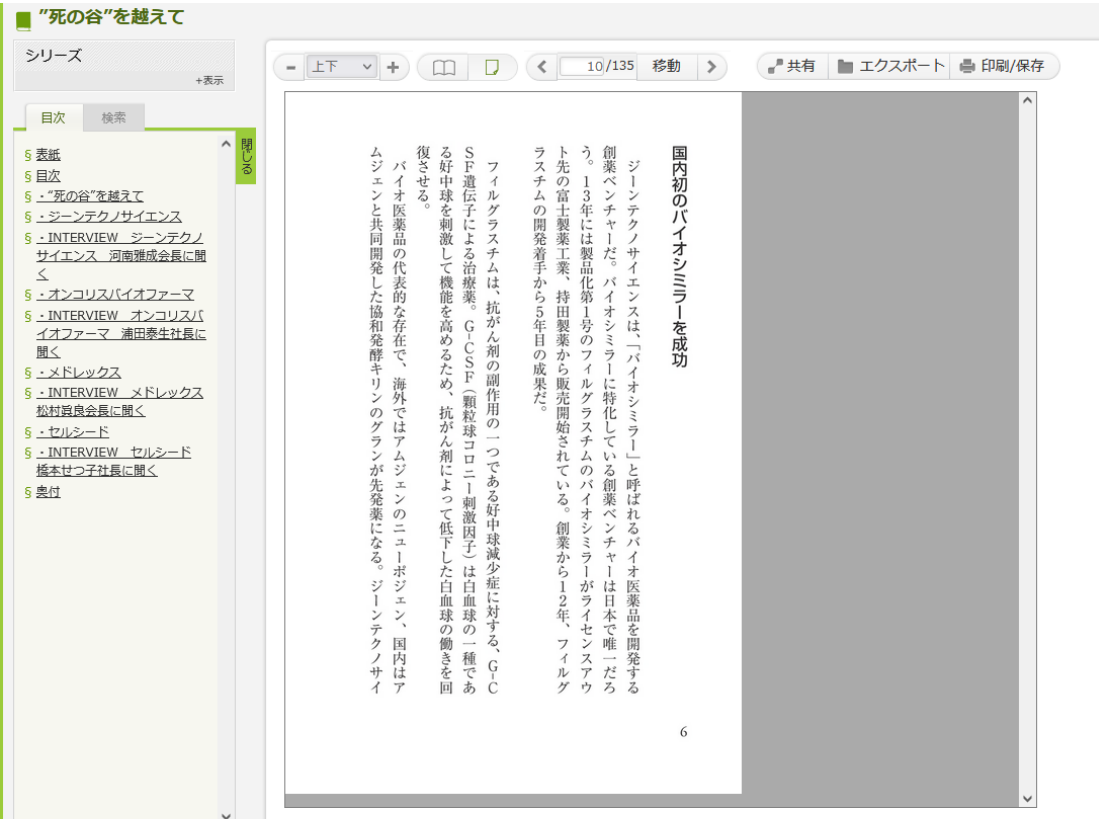 ”死の谷”を越えて
シリーズ
+表示
目次
検索
閉じる
§ 表紙
§ 目次
§ ・“死の谷”を越えて
§ ・ジーンテクノサイエンス
§ ・INTERVIEW ジーンテクノ
サイエンス 河南雅成会長に聞
く
§ ・オンコリスバイオファーマ
§ ・INTERVIEW オンコリスバ
イオファーマ 浦田泰生社長に
聞く
§ ・メドレックス
§ ・INTERVIEW メドレックス
松村眞良会長に聞く
§ ・セルシード
§ ・INTERVIEW セルシード
橋本せつ子社長に聞く
§ 奥付
- 上下 + 10/135 移動 共有 エクスポート 印刷/保存
国内初のバイオシミラーを成功
ジーンテクノサイエンスは、「バイオシミラー」と呼ばれるバイオ医薬品を開発する
創薬ベンチャーだ。バイオシミラーに特化している創薬ベンチャーは日本で唯一だろ
う。13年には製品化第1号のフィルグラスチムのバイオシミラーがライセンスアウ
ト先の富士製薬工業、持田製薬から販売開始されている。創業から12年、フィルグ
ラスチムの開発着手から5年目の成果だ。
フィルグラスチムは、抗がん剤の副作用の一つである好中球減少症に対する、G-C
SF遺伝子による治療薬。G-CSF(顆粒球コロニー刺激因子)は白血球の一種であ
る好中球を刺激して機能を高めるため、抗がん剤によって低下した白血球の働きを回
復させる。
バイオ医薬品の代表的な存在で、海外ではアムジェンのニューポジェン、国内はア
ムジェンと共同開発した協和発酵キリンのグランが先発薬になる。ジーンテクノサイ
6